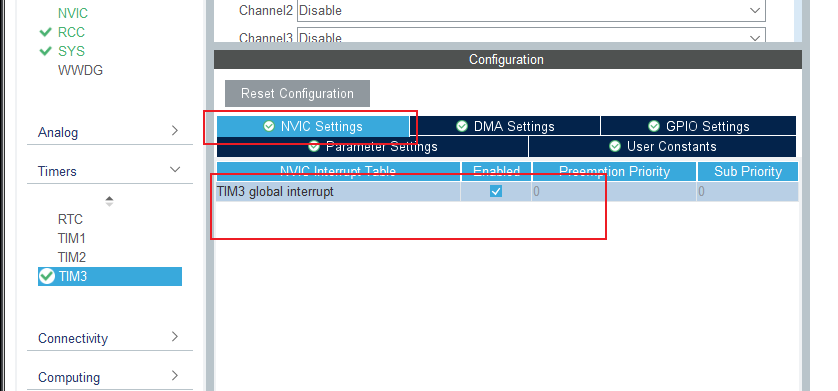 NVIC
RCC
SYS
WWDG
Analog
Timers
RTC
TIM1
TIM2
TIM3
Connectivity
Computing
Channel2 Disable
Channel3 Disable
Configuration
Reset Configuration
NVIC Settings DMA Settings GPIO Settings
Parameter Settings User Constants
NVIC Interrupt Table Enabled Preemption Priority Sub Priority
TIM3 global interrupt 0 0